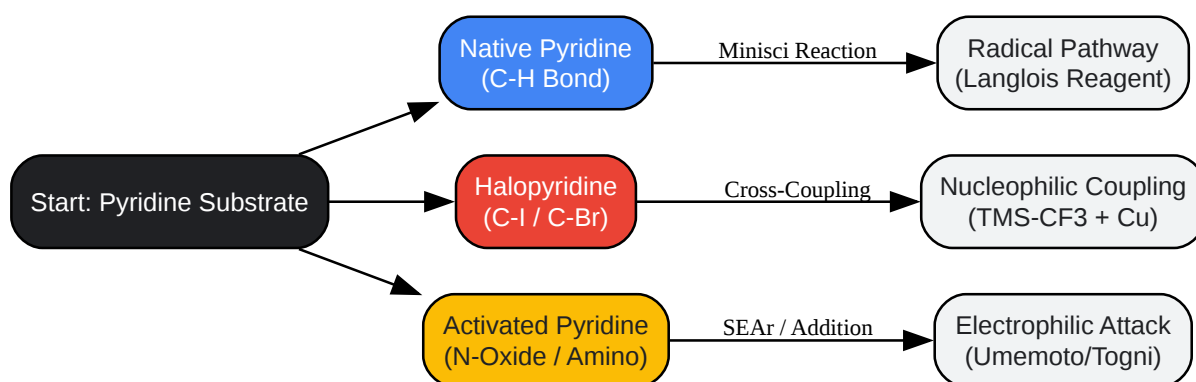 Native Pyridine
(C-H Bond)
Minisci Reaction
Radical Pathway
(Langlois Reagent)
Start: Pyridine Substrate
Halopyridine
(C-I / C-Br)
Cross-Coupling
Nucleophilic Coupling
(TMS-CF3 + Cu)
Activated Pyridine
(N-Oxide / Amino)
SEAr / Addition
Electrophilic Attack
(Umemoto/Togni)